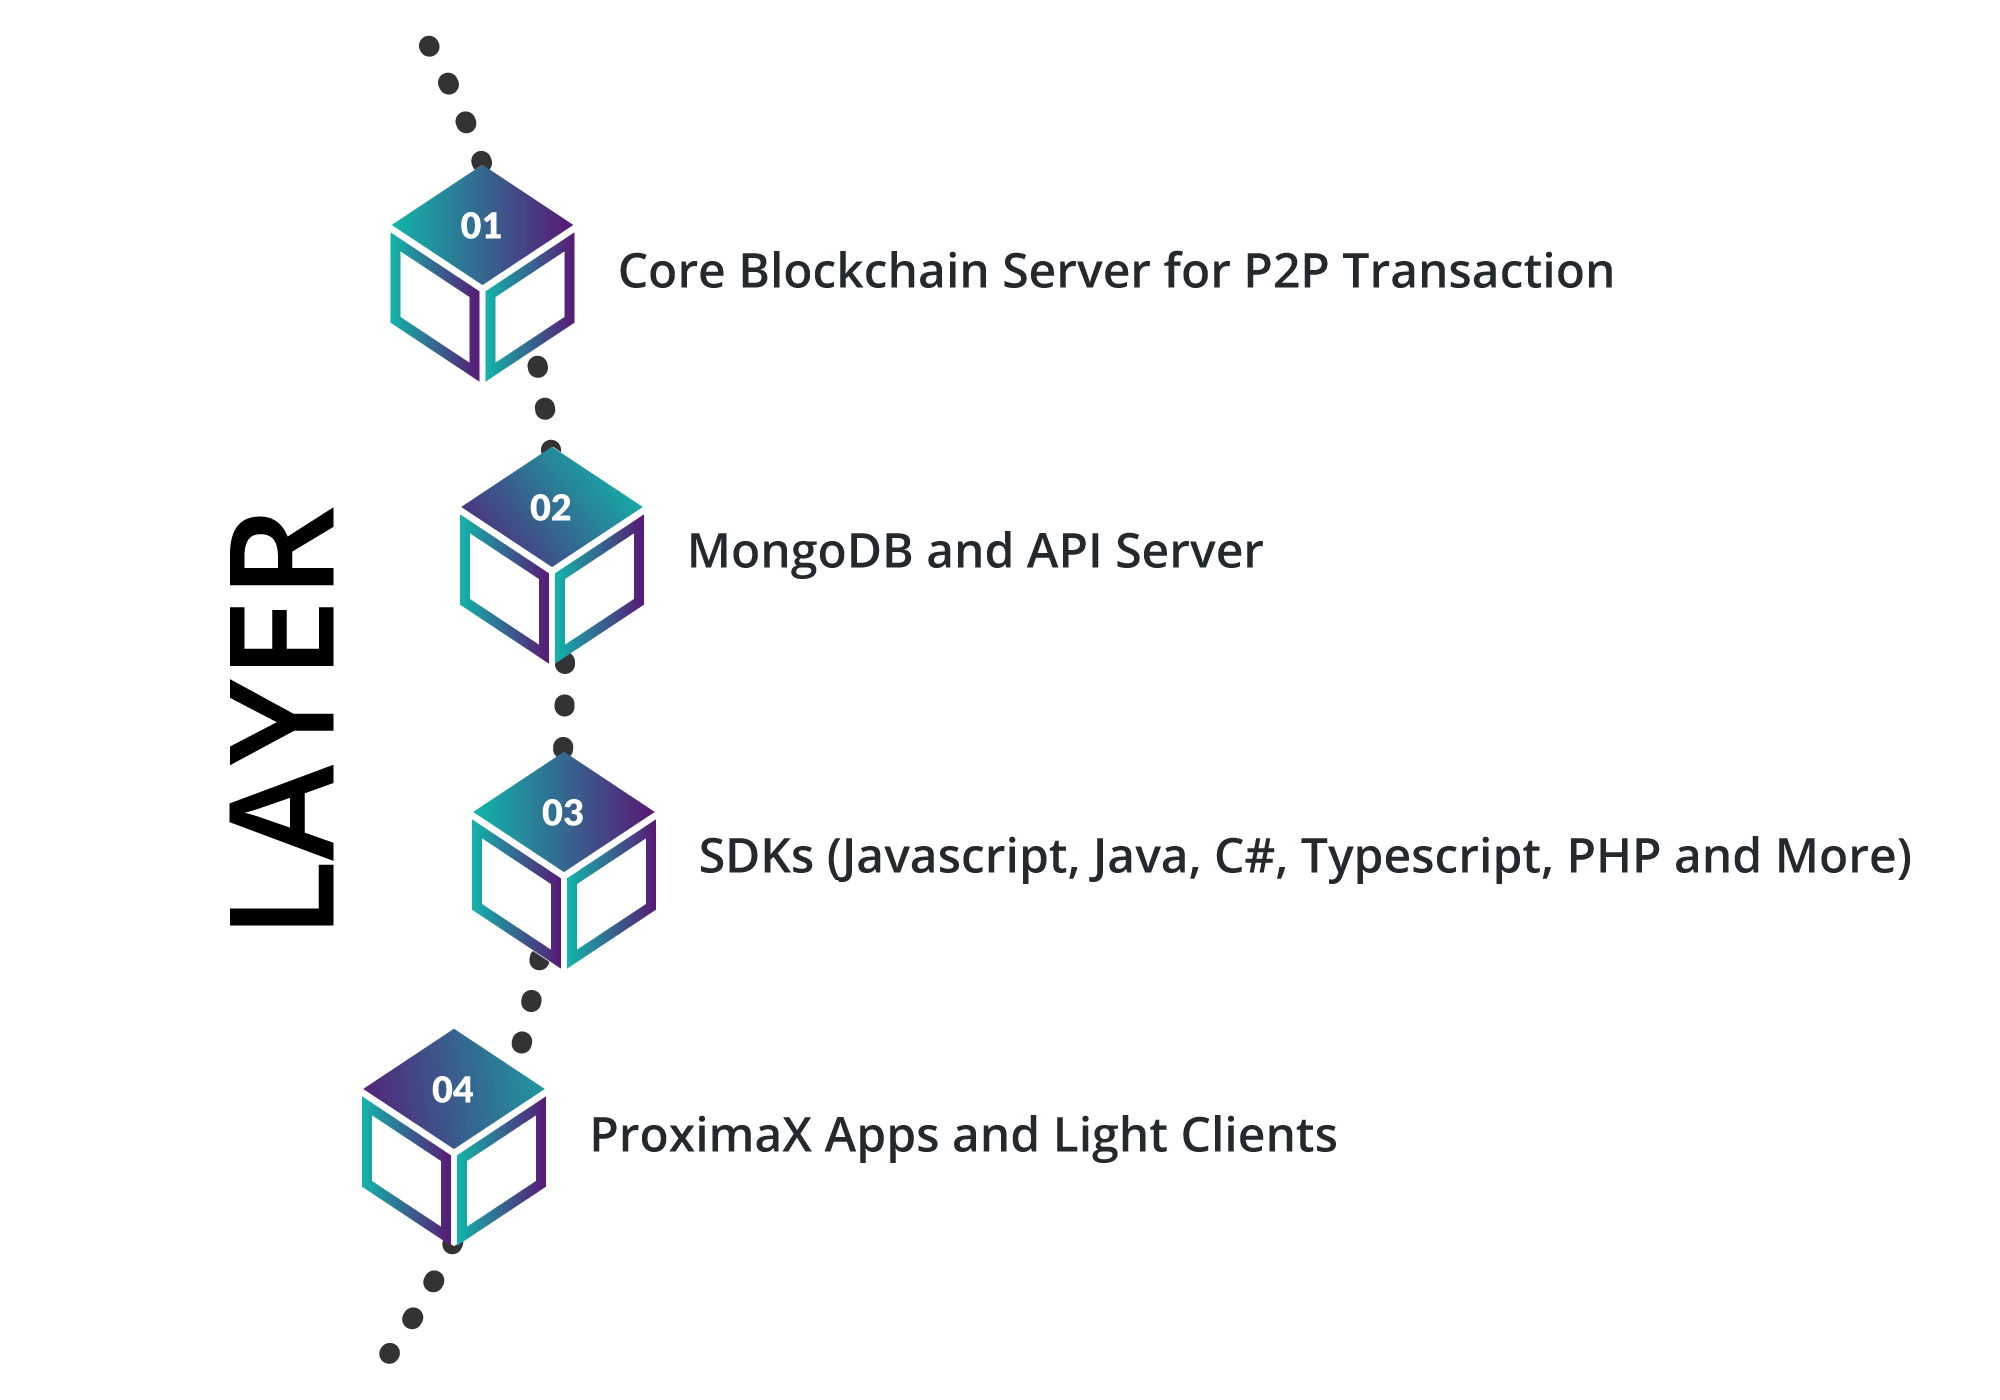 LAYER
01
Core Blockchain Server for P2P Transaction
02
MongoDB and API Server
03
SDKs (Javascript, Java, C#, Typescript, PHP and More)
04
ProximaX Apps and Light Clients